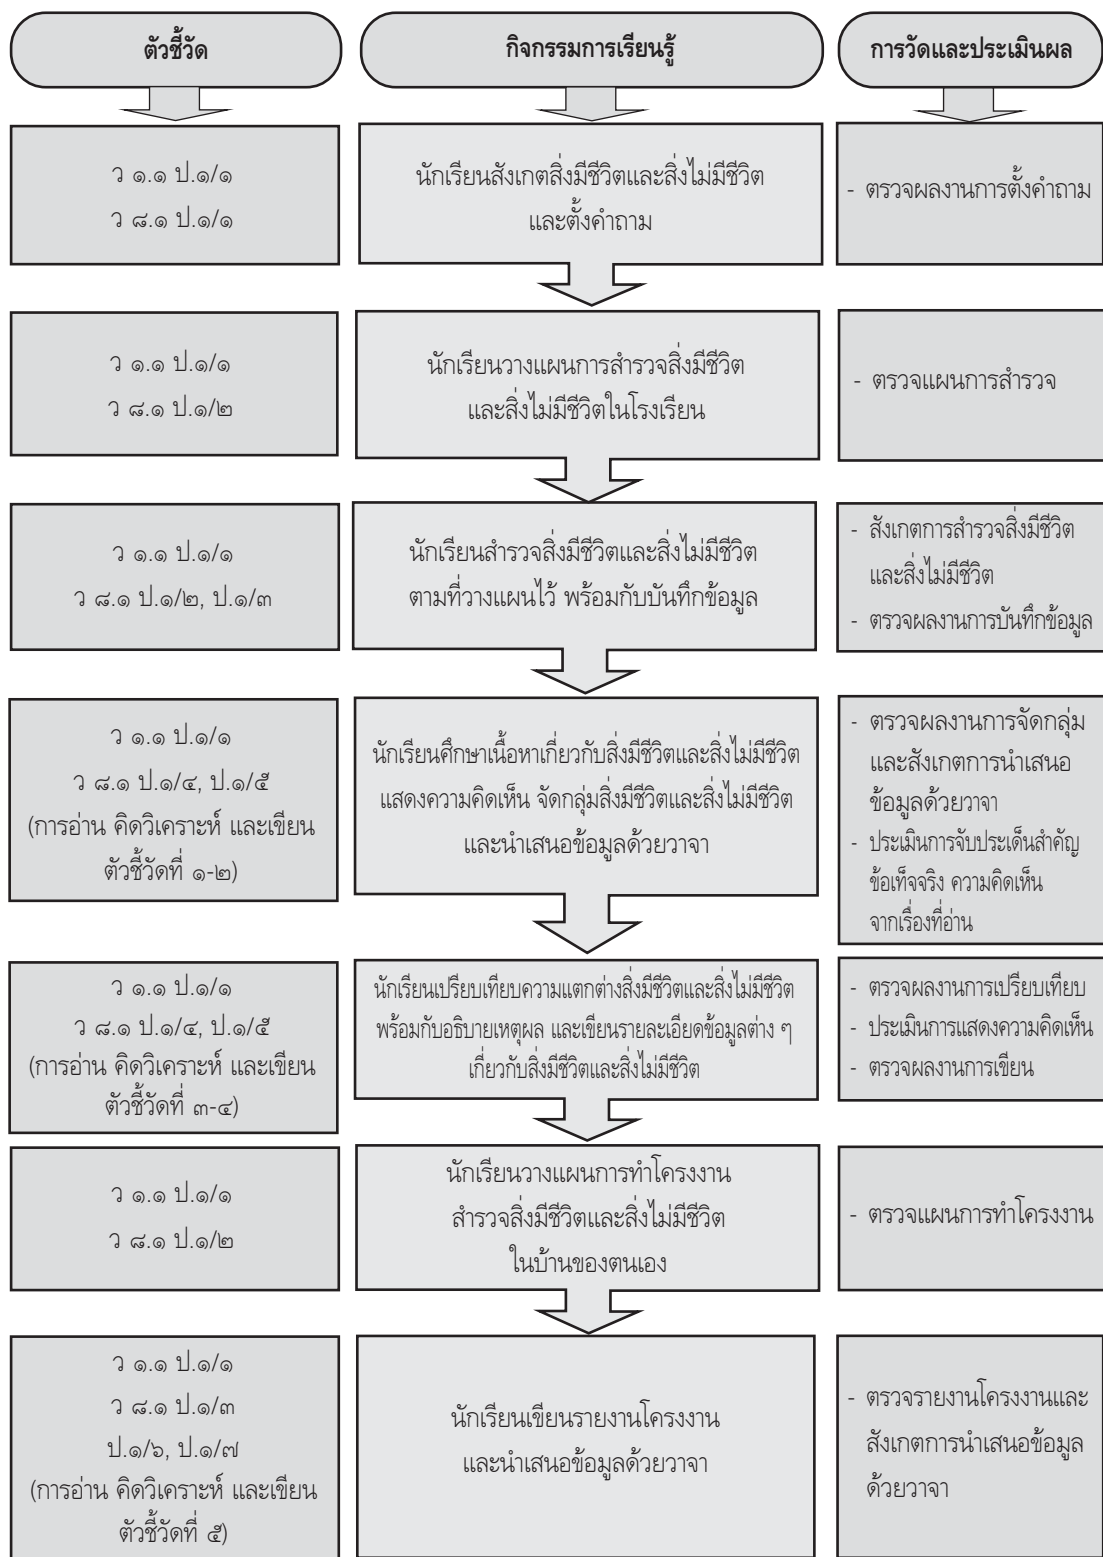 ตัวชี้วัด
กิจกรรมการเรียนรู้
การวัดและประเมินผล
ว ๑.๑ ป.๑/๑
ว ๘.๑ ป.๑/๑
นักเรียนสังเกตสิ่งมีชีวิตและสิ่งไม่มีชีวิต
และตั้งคำถาม
- ตรวจผลงานการตั้งคำถาม
ว ๑.๑ ป.๑/๑
ว ๘.๑ ป.๑/๒
นักเรียนวางแผนการสำรวจสิ่งมีชีวิต
และสิ่งไม่มีชีวิตในโรงเรียน
- ตรวจแผนการสำรวจ
ว ๑.๑ ป.๑/๑
ว ๘.๑ ป.๑/๒, ป.๑/๓
นักเรียนสำรวจสิ่งมีชีวิตและสิ่งไม่มีชีวิต
ตามที่วางแผนไว้ พร้อมกับบันทึกข้อมูล
- สังเกตการสำรวจสิ่งมีชีวิต
และสิ่งไม่มีชีวิต
- ตรวจผลงานการบันทึกข้อมูล
ว ๑.๑ ป.๑/๑
ว ๘.๑ ป.๑/๔, ป.๑/๕
(การอ่าน คิดวิเคราะห์ และเขียน
ตัวชี้วัดที่ ๑-๒)
นักเรียนศึกษาเนื้อหาเกี่ยวกับสิ่งมีชีวิตและสิ่งไม่มีชีวิต
แสดงความคิดเห็น จัดกลุ่มสิ่งมีชีวิตและสิ่งไม่มีชีวิต
และนำเสนอข้อมูลด้วยวาจา
- ตรวจผลงานการจัดกลุ่ม
และสังเกตการนำเสนอ
ข้อมูลด้วยวาจา
- ประเมินการจับประเด็นสำคัญ
ข้อเท็จจริง ความคิดเห็น
จากเรื่องที่อ่าน
ว ๑.๑ ป.๑/๑
ว ๘.๑ ป.๑/๔, ป.๑/๕
(การอ่าน คิดวิเคราะห์ และเขียน
ตัวชี้วัดที่ ๓-๔)
นักเรียนเปรียบเทียบความแตกต่างสิ่งมีชีวิตและสิ่งไม่มีชีวิต
พร้อมกับอธิบายเหตุผล และเขียนรายละเอียดข้อมูลต่าง ๆ
เกี่ยวกับสิ่งมีชีวิตและสิ่งไม่มีชีวิต
- ตรวจผลงานการเปรียบเทียบ
- ประเมินการแสดงความคิดเห็น
- ตรวจผลงานการเขียน
ว ๑.๑ ป.๑/๑
ว ๘.๑ ป.๑/๒
นักเรียนวางแผนการทำโครงงาน
สำรวจสิ่งมีชีวิตและสิ่งไม่มีชีวิต
ในบ้านของตนเอง
- ตรวจแผนการทำโครงงาน
ว ๑.๑ ป.๑/๑
ว ๘.๑ ป.๑/๓
ป.๑/๖, ป.๑/๗
(การอ่าน คิดวิเคราะห์ และเขียน
ตัวชี้วัดที่ ๕)
นักเรียนเขียนรายงานโครงงาน
และนำเสนอข้อมูลด้วยวาจา
- ตรวจรายงานโครงงานและ
สังเกตการนำเสนอข้อมูล
ด้วยวาจา